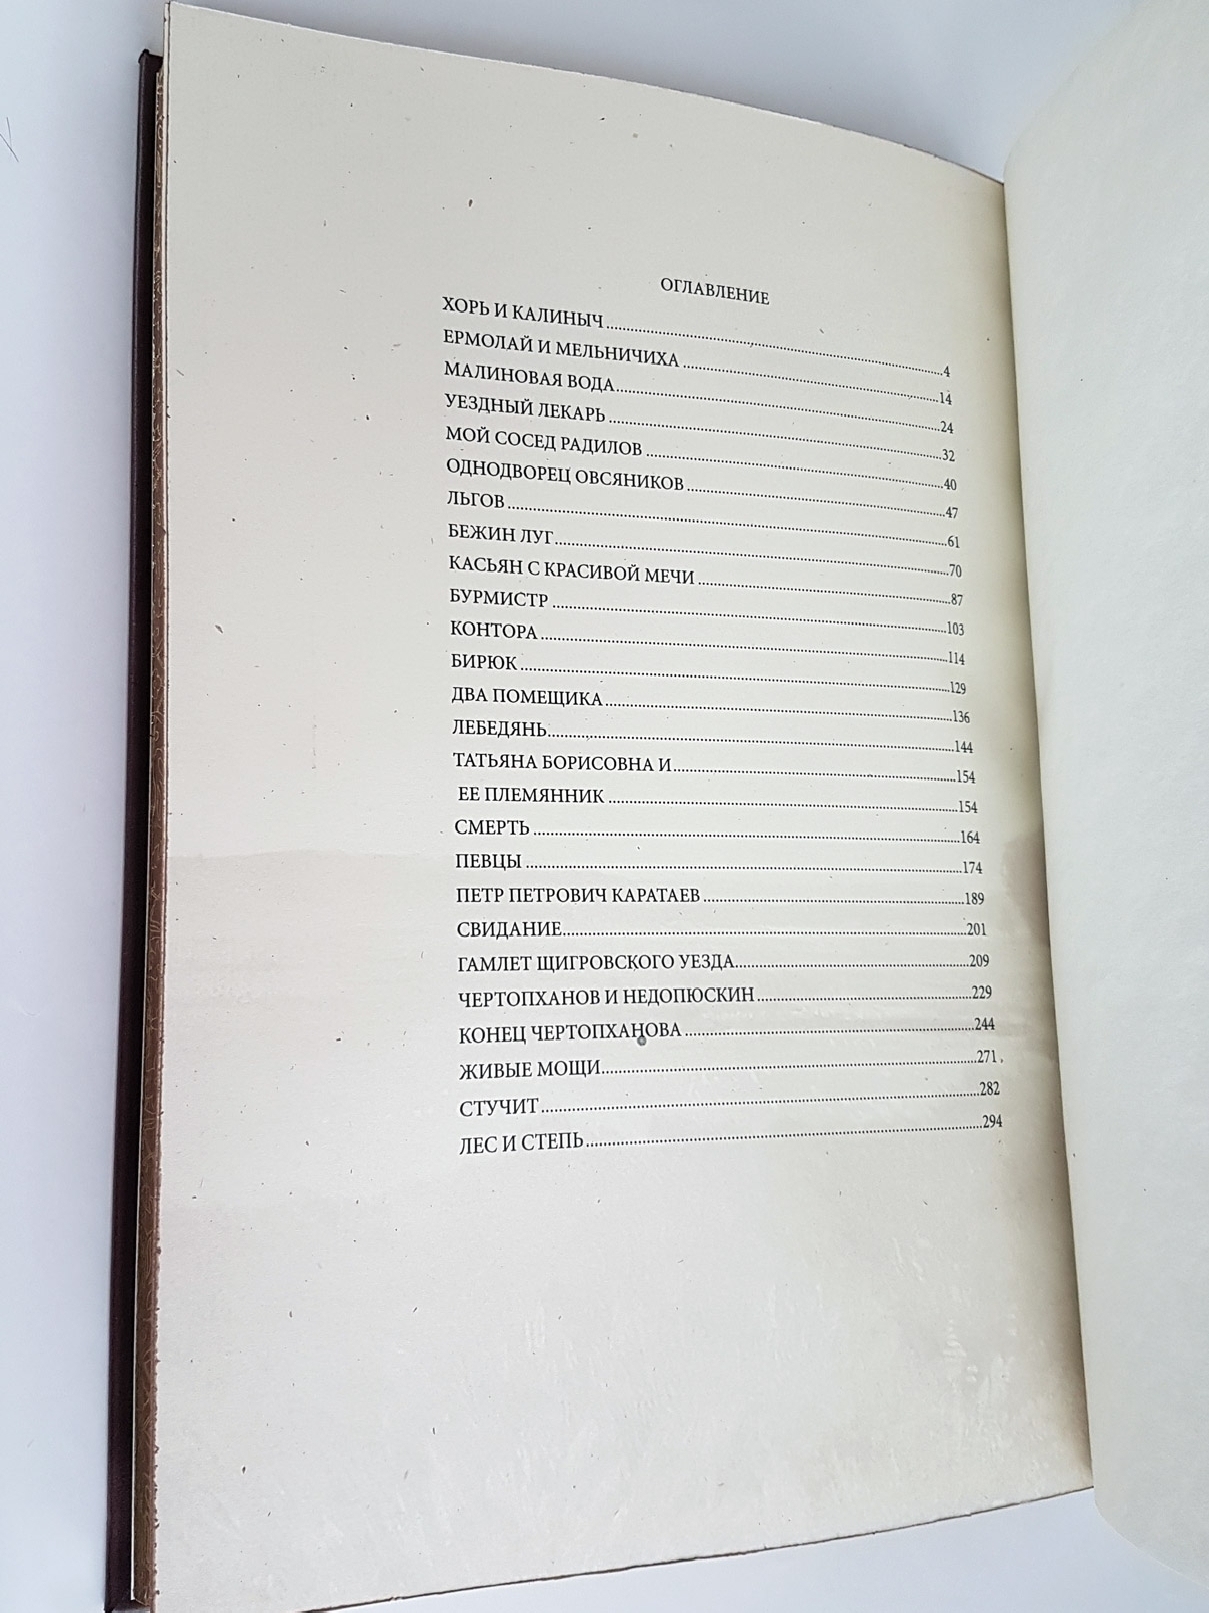 ОГЛАВЛЕНИЕ
ХОРЬ И КАЛИНЫЧ 4
ЕРМОЛАЙ И МЕЛЬНИЧИХА 14
МАЛИНОВАЯ ВОДА 24
УЕЗДНЫЙ ЛЕКАРЬ 32
МОЙ СОСЕД РАДИЛОВ 40
ОДНОДВОРЕЦ ОВСЯНИКОВ 47
ЛЬГОВ 61
БЕЖИН ЛУГ 70
КАСЬЯН С КРАСИВОЙ МЕЧИ 87
БУРМИСТР 103
КОНТОРА 114
БИРЮК 129
ДВА ПОМЕЩИКА 136
ЛЕБЕДЯНЬ 144
ТАТЬЯНА БОРИСОВНА И 154
ЕЕ ПЛЕМЯННИК 154
СМЕРТЬ 164
ПЕВЦЫ 174
ПЕТР ПЕТРОВИЧ КАРАТАЕВ 189
СВИДАНИЕ 201
ГАМЛЕТ ЩИГРОВСКОГО УЕЗДА 209
ЧЕРТОПХАНОВ И НЕДОПЮСКИН 229
КОНЕЦ ЧЕРТОПХАНОВА 244
ЖИВЫЕ МОЩИ 271
СТУЧИТ 282
ЛЕС И СТЕПЬ 294